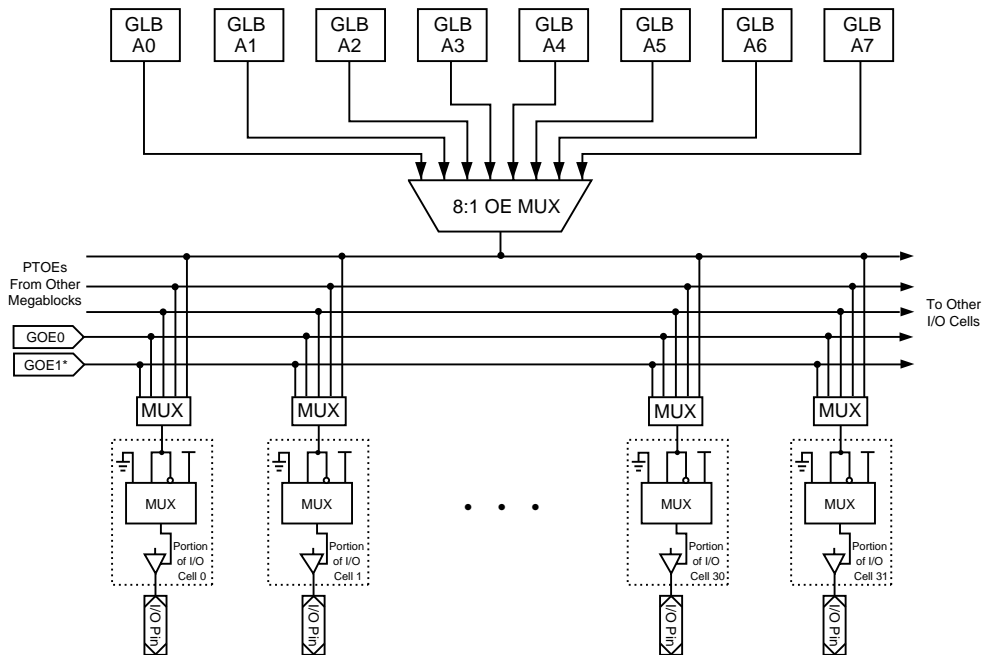 GLB
A0
GLB
A1
GLB
A2
GLB
A3
GLB
A4
GLB
A5
GLB
A6
GLB
A7
8:1 OE MUX
PTOEs
From Other
Megablocks
To Other
I/O Cells
GOE0
GOE1*
MUX
MUX
MUX
MUX
MUX
MUX
MUX
MUX
Portion
of I/O
Cell 0
Portion
of I/O
Cell 1
Portion
of I/O
Cell 30
Portion
of I/O
Cell 31
I/O Pin
I/O Pin
I/O Pin
I/O Pin